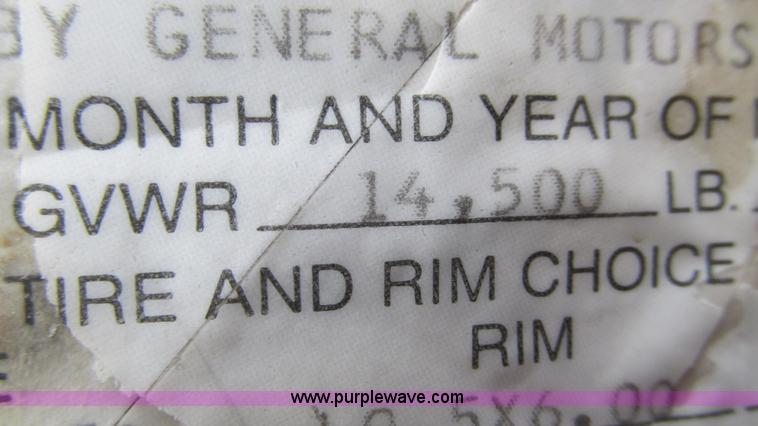 BY GENERAL MOTORS
MONTH AND YEAR OF
GVWR 14,500 LB.
TIRE AND RIM CHOICE
RIM
www.purplewave.com